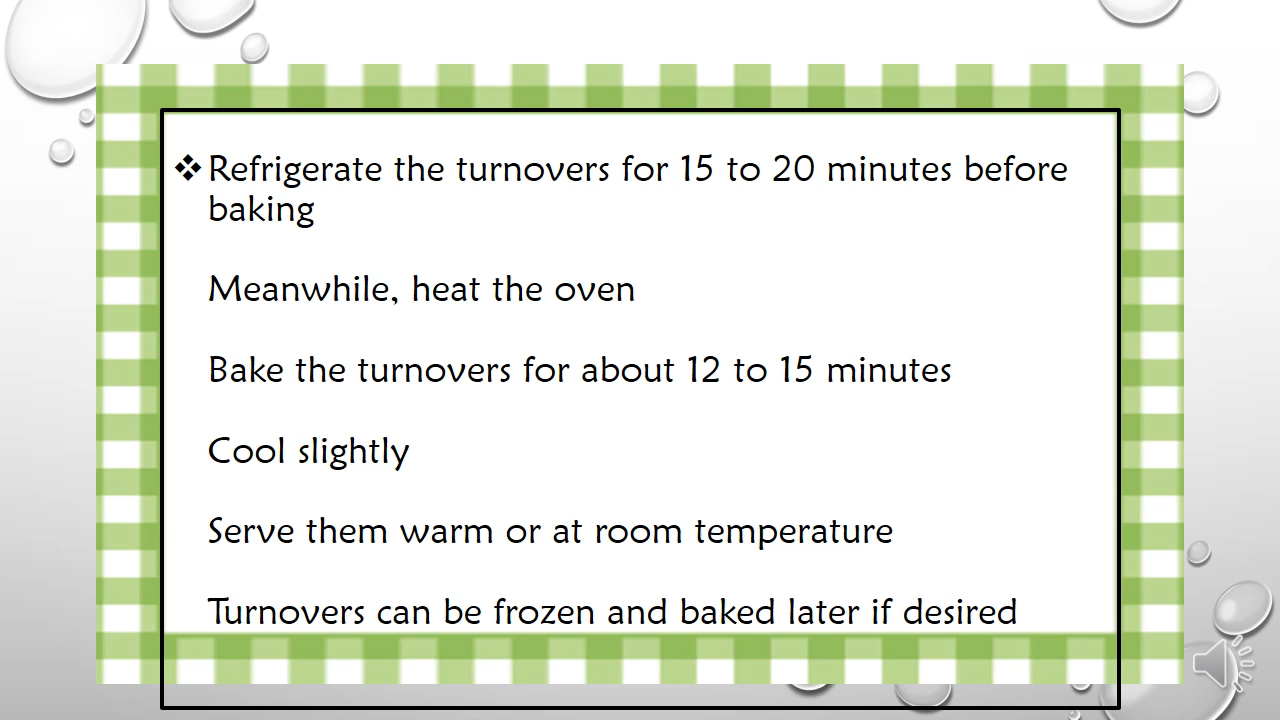 ❖Refrigerate the turnovers for 15 to 20 minutes before
baking
Meanwhile, heat the oven
Bake the turnovers for about 12 to 15 minutes
Cool slightly
Serve them warm or at room temperature
Turnovers can be frozen and baked later if desired